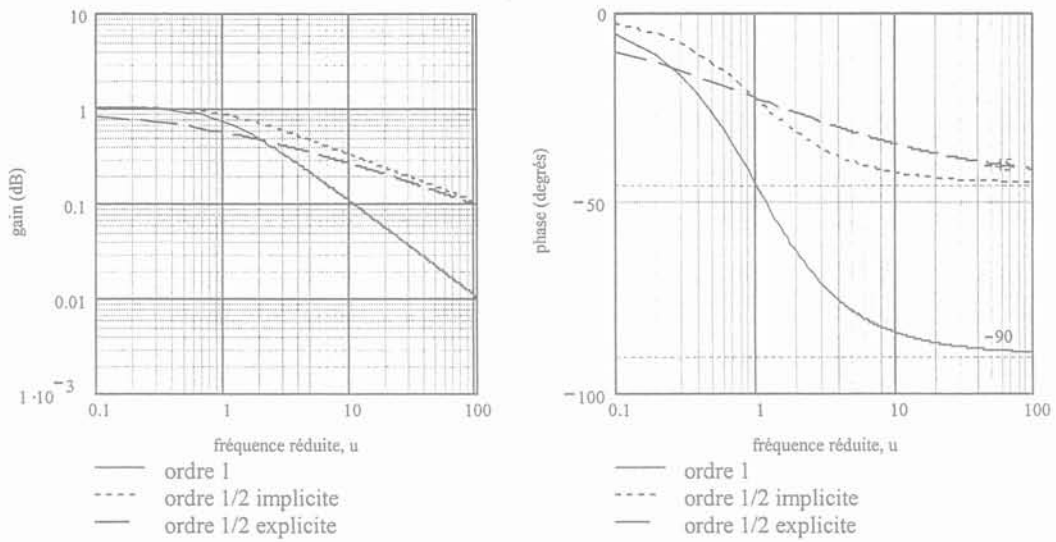 10
1
0.1
0.01
1·10⁻³
gain (dB)
0.1
1
10
100
fréquence réduite, u
ordre 1
ordre 1/2 implicite
ordre 1/2 explicite
0
−50
−100
phase (degrés)
−90
0.1
1
10
100
fréquence réduite, u
ordre 1
ordre 1/2 implicite
ordre 1/2 explicite